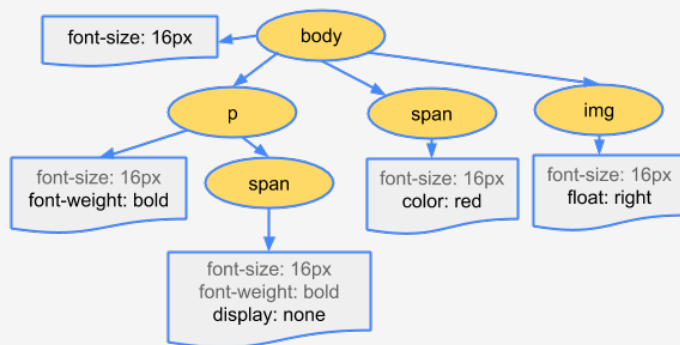 font-size: 16px
body
p
span
img
font-size: 16px
font-weight: bold
span
font-size: 16px
color: red
font-size: 16px
float: right
font-size: 16px
font-weight: bold
display: none